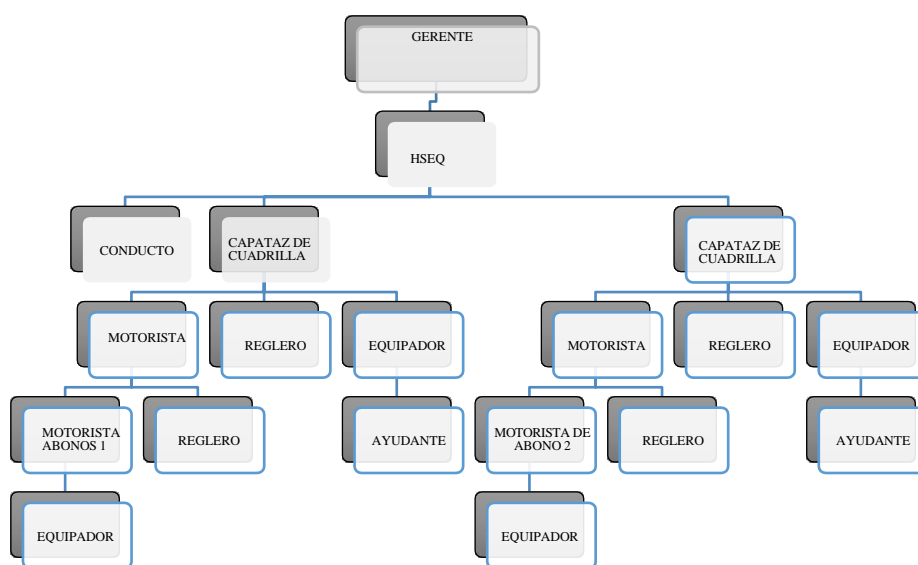 GERENTE
HSEQ
CONDUCTO
CAPATAZ DE
CUADRILLA
CAPATAZ DE
CUADRILLA
MOTORISTA
REGLERO
EQUIPADOR
MOTORISTA
REGLERO
EQUIPADOR
MOTORISTA
ABONOS 1
REGLERO
AYUDANTE
MOTORISTA DE
ABONO 2
REGLERO
AYUDANTE
EQUIPADOR
EQUIPADOR